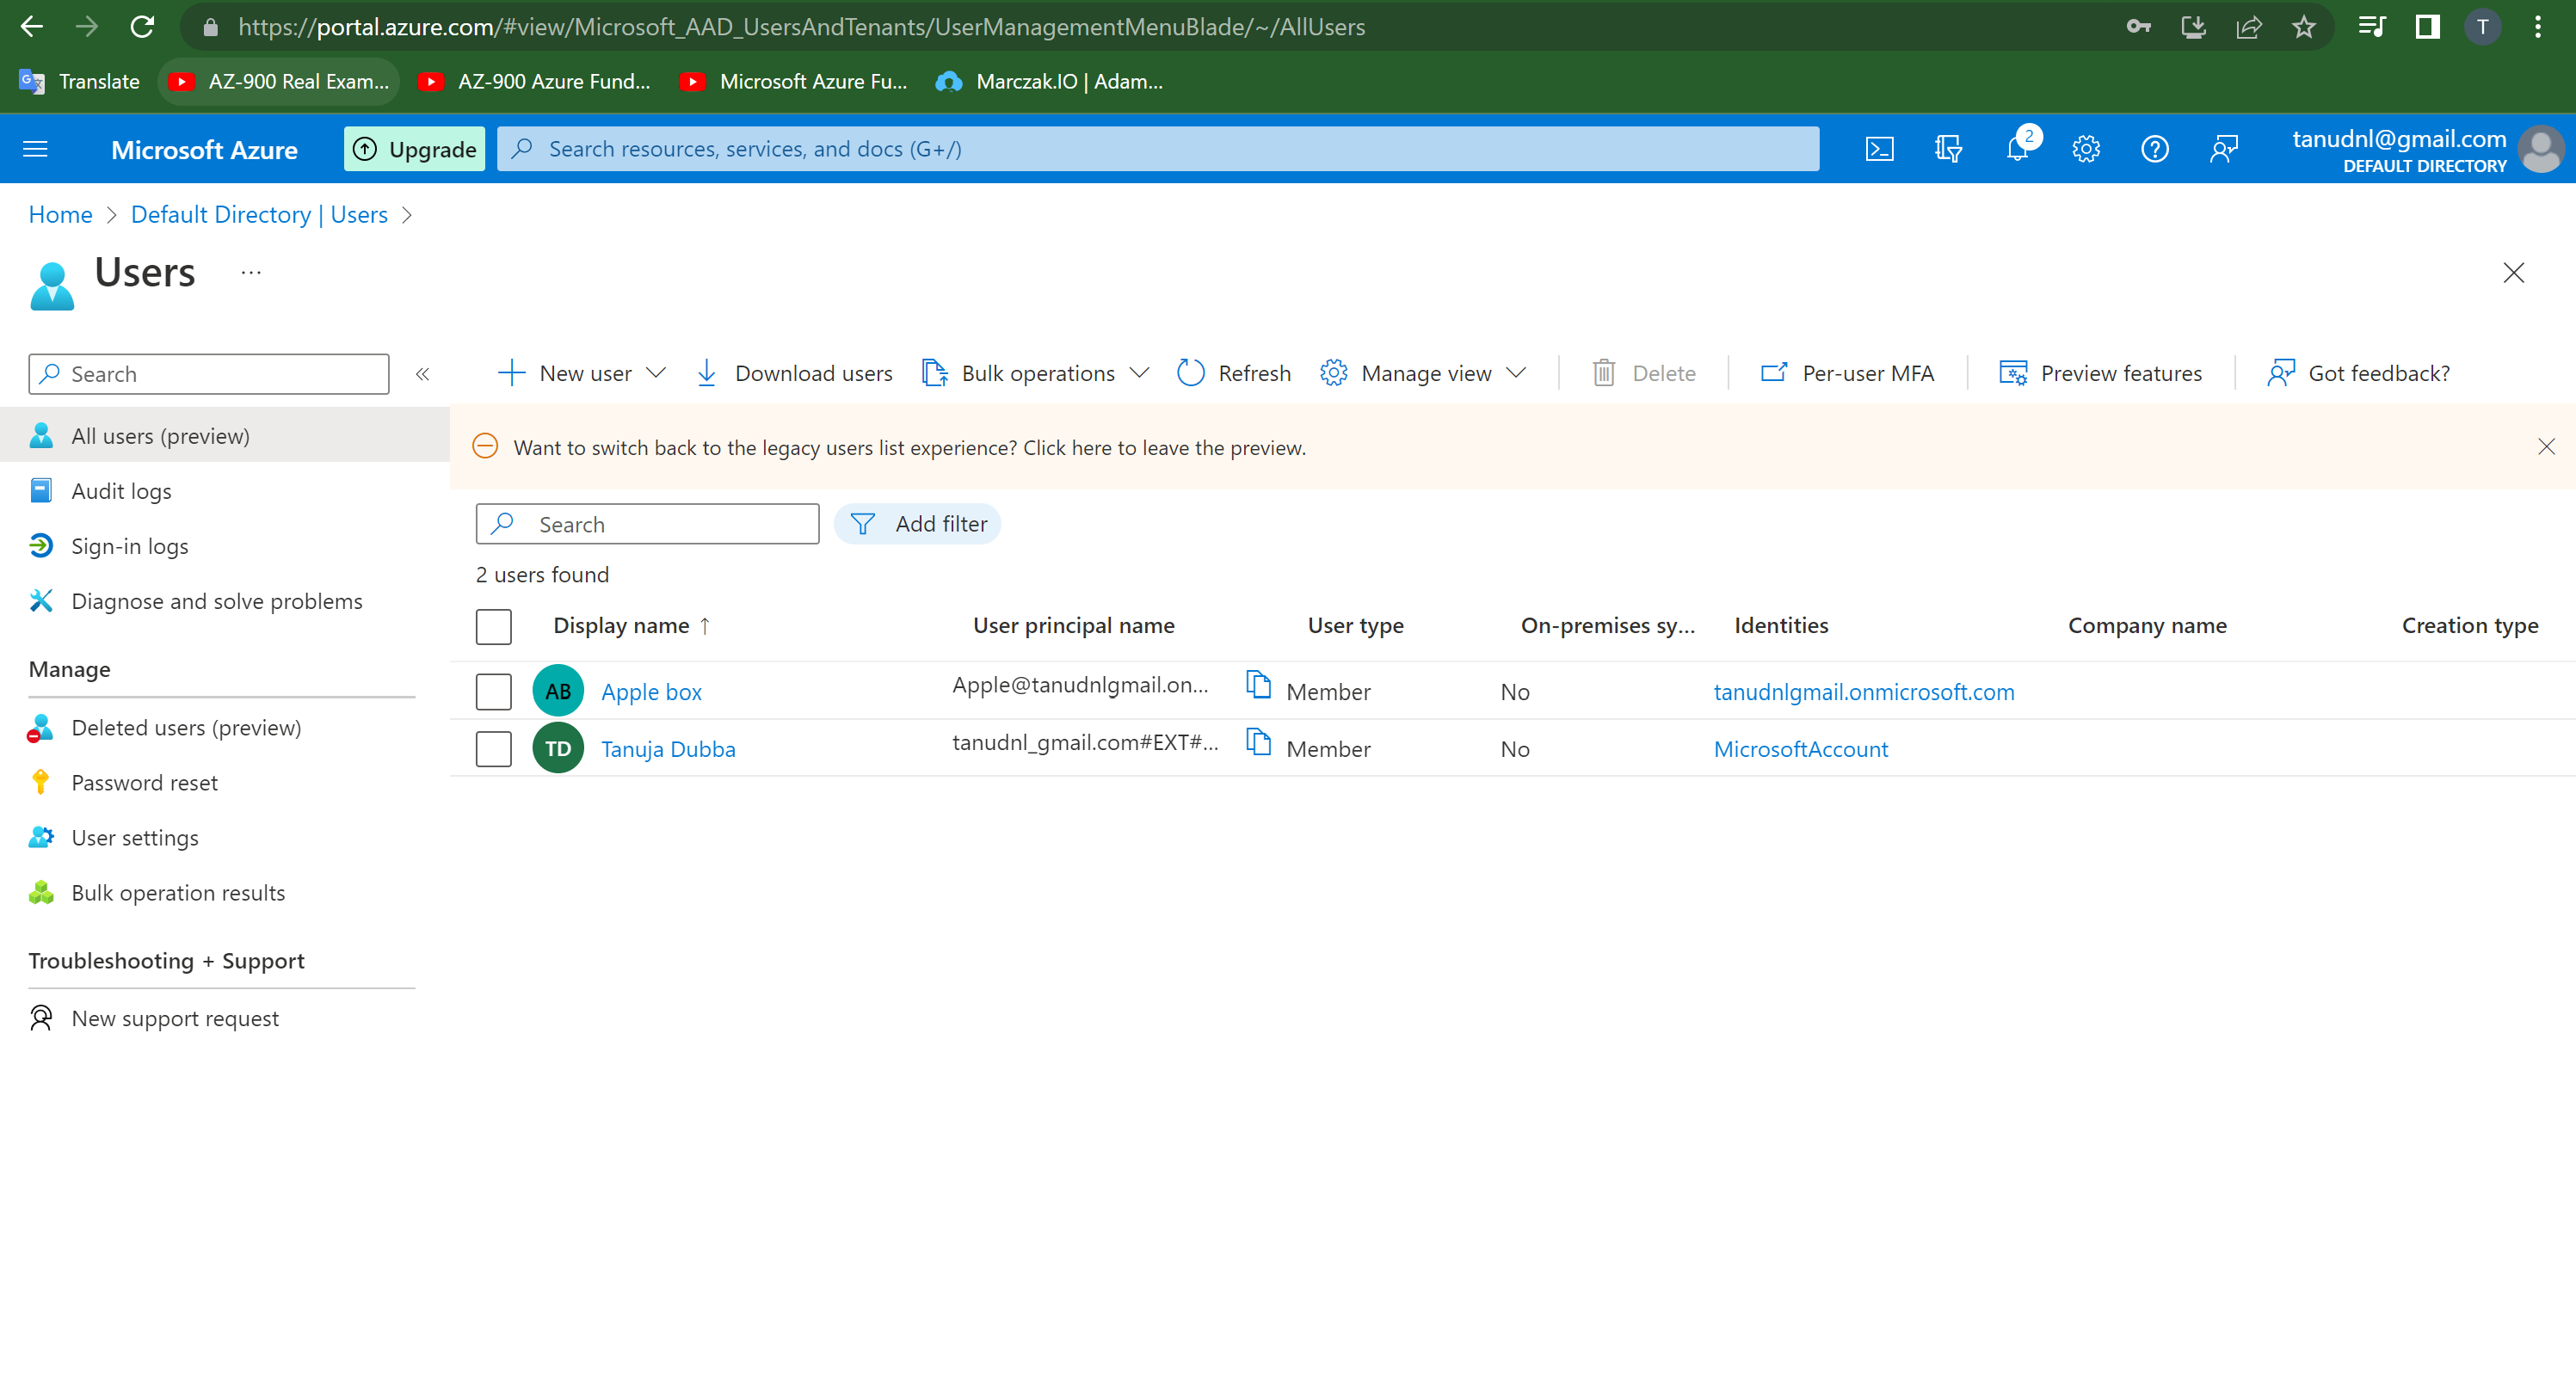 https://portal.azure.com/#view/Microsoft_AAD_UsersAndTenants/UserManagementMenuBlade/~/AllUsers
T
Translate
AZ-900 Real Exam...
AZ-900 Azure Fund...
Microsoft Azure Fu...
Marczak.IO | Adam...
Microsoft Azure
Upgrade
Search resources, services, and docs (G+/)
2
tanudnl@gmail.com
DEFAULT DIRECTORY
Home > Default Directory | Users >
Users ...
Search
«
New user
Download users
Bulk operations
Refresh
Manage view
Delete
Per-user MFA
Preview features
Got feedback?
All users (preview)
Audit logs
Sign-in logs
Diagnose and solve problems
Manage
Deleted users (preview)
Password reset
User settings
Bulk operation results
Troubleshooting + Support
New support request
Want to switch back to the legacy users list experience? Click here to leave the preview.
Search
Add filter
2 users found
Display name ↑ User principal name User type On-premises sy... Identities Company name Creation type
AB Apple box Apple@tanudnlgmail.on... Member No tanudnlgmail.onmicrosoft.com
TD Tanuja Dubba tanudnl_gmail.com#EXT#... Member No MicrosoftAccount